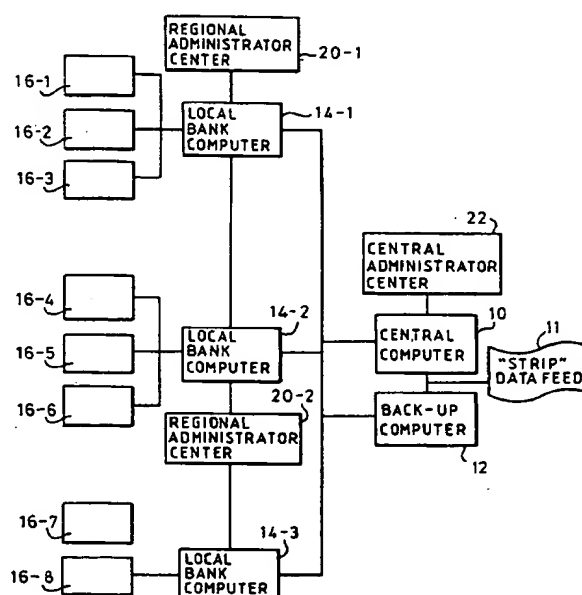 REGIONAL
ADMINISTRATOR
CENTER
20-1
16-1
16-2
16-3
LOCAL
BANK
COMPUTER
14-1
22
CENTRAL
ADMINISTRATOR
CENTER
16-4
16-5
16-6
14-2
LOCAL
BANK
COMPUTER
10
CENTRAL
COMPUTER
11
"STRIP"
DATA FEED
BACK-UP
COMPUTER
12
20-2
REGIONAL
ADMINISTRATOR
CENTER
16-7
16-8
14-3
LOCAL
BANK
COMPUTER